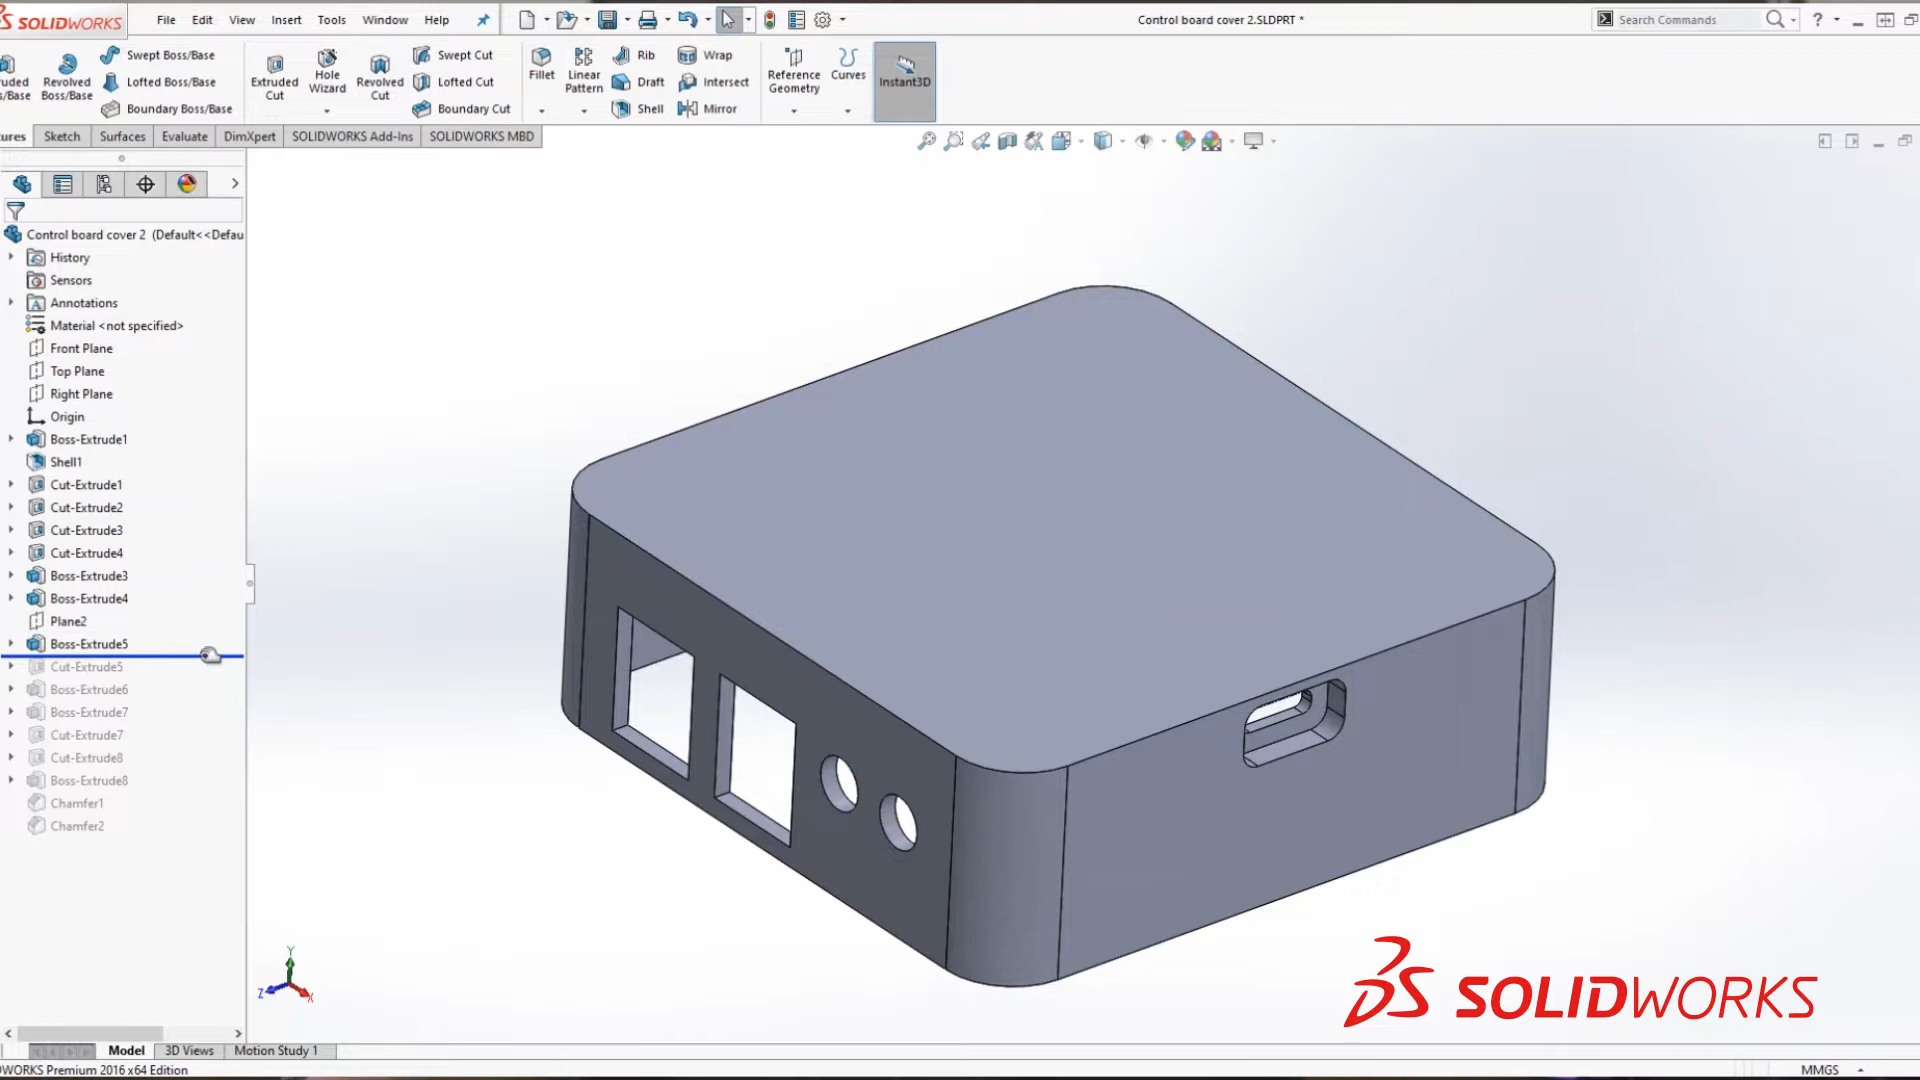 SOLIDWORKS File Edit View Insert Tools Window Help Control board cover 2.SLDPRT * Search Commands ?
uded s/Base
Revolved Boss/Base
Swept Boss/Base
Lofted Boss/Base
Boundary Boss/Base
Extruded Cut
Hole Wizard
Revolved Cut
Swept Cut
Lofted Cut
Boundary Cut
Fillet
Linear Pattern
Rib
Draft
Shell
Wrap
Intersect
Mirror
Reference Geometry
Curves
Instant3D
ures Sketch Surfaces Evaluate DimXpert SOLIDWORKS Add-Ins SOLIDWORKS MBD
Control board cover 2 (Default<<Defau
History
Sensors
Annotations
Material <not specified>
Front Plane
Top Plane
Right Plane
Origin
Boss-Extrude1
Shell1
Cut-Extrude1
Cut-Extrude2
Cut-Extrude3
Cut-Extrude4
Boss-Extrude3
Boss-Extrude4
Plane2
Boss-Extrude5
Cut-Extrude5
Boss-Extrude6
Boss-Extrude7
Cut-Extrude7
Cut-Extrude8
Boss-Extrude8
Chamfer1
Chamfer2
Y
Z X
SOLIDWORKS
Model 3D Views Motion Study 1
DWORKS Premium 2016 x64 Edition MMGS